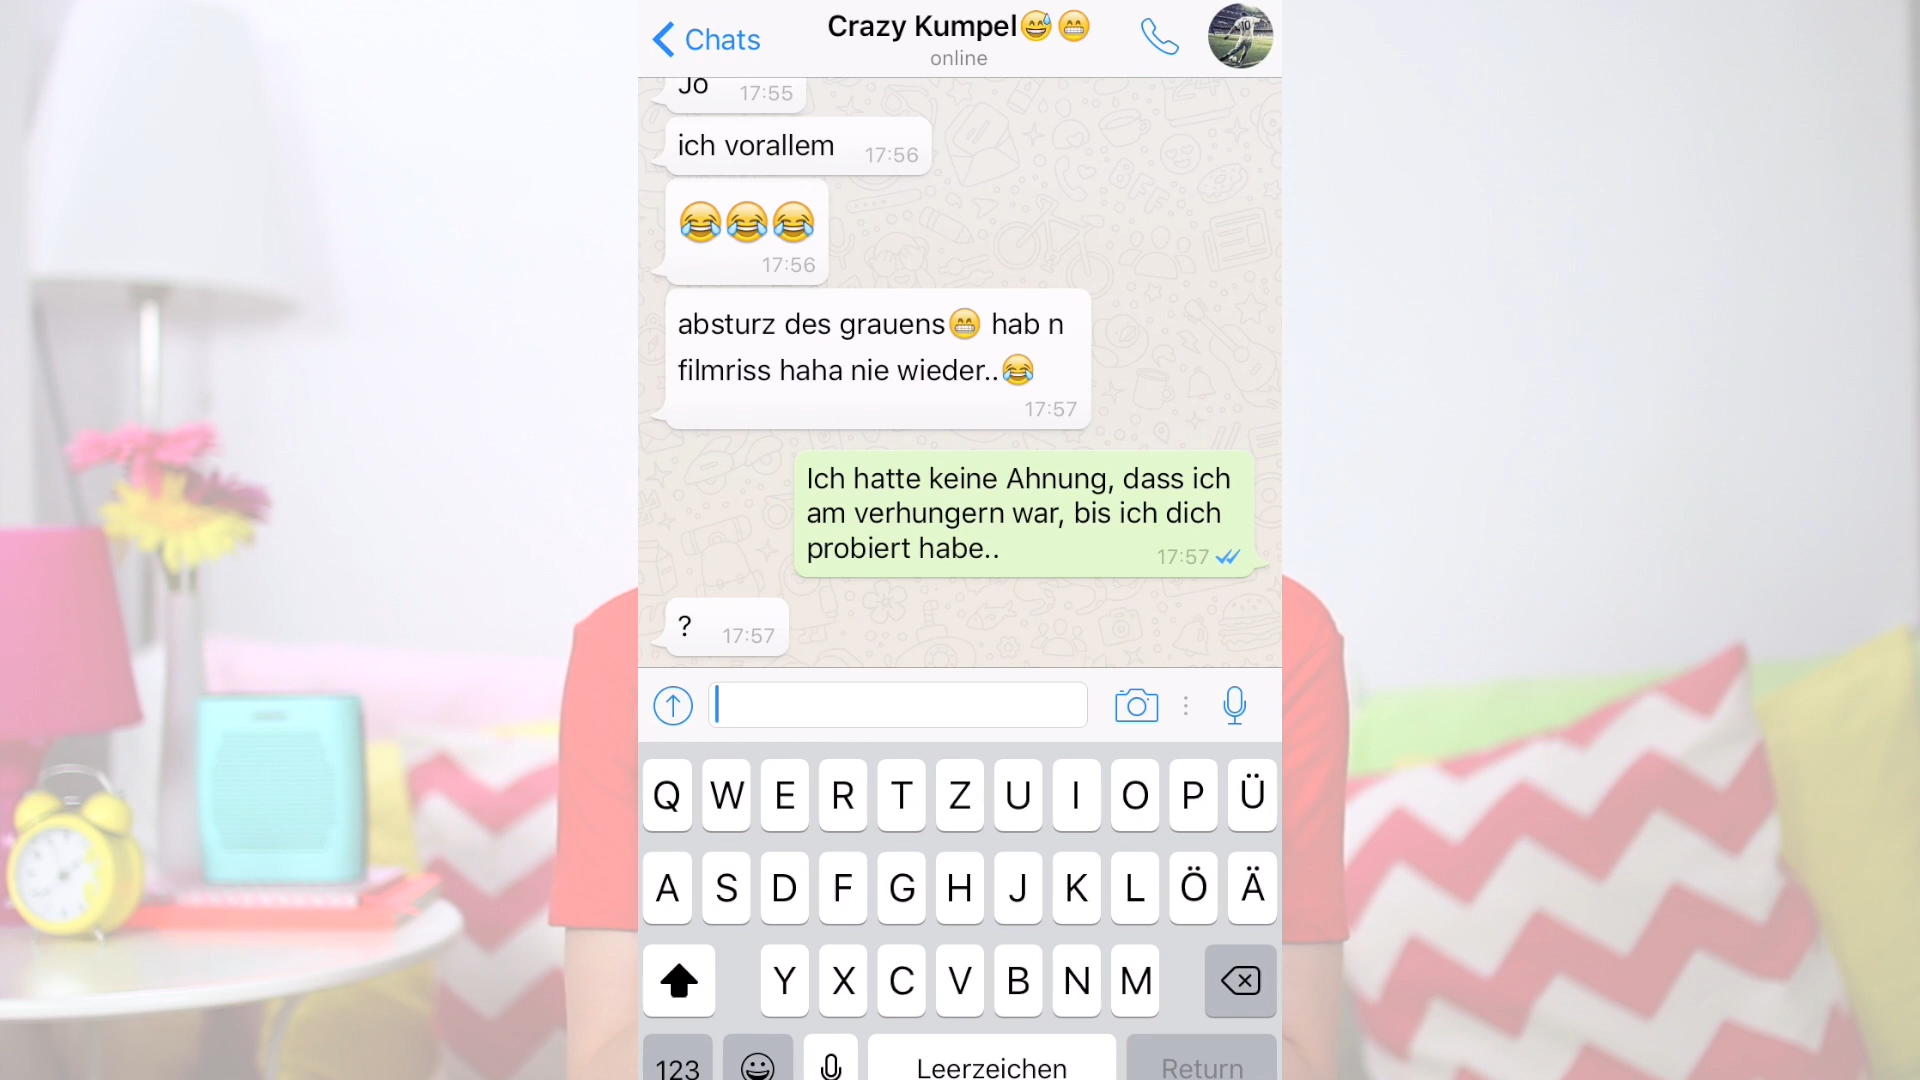 Chats
Crazy Kumpel😅😁
online
Jo 17:55
ich vorallem 17:56
😂😂😂
17:56
absturz des grauens😁 hab n
filmriss haha nie wieder..😂
17:57
Ich hatte keine Ahnung, dass ich
am verhungern war, bis ich dich
probiert habe.. 17:57
? 17:57
Q W E R T Z U I O P Ü
A S D F G H J K L Ö Ä
Y X C V B N M
123 Leerzeichen Return